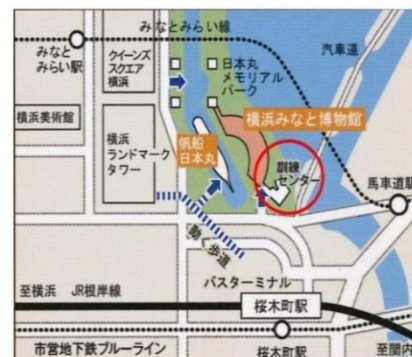 みなとみらい線
みなと
みらい駅
クイーンズ
スクエア
横浜
日本丸
メモリアル
パーク
汽車道
横浜美術館
横浜みなと博物館
横浜
ランドマーク
タワー
帆船
日本丸
訓練
センター
馬車道駅
動く歩道
バスターミナル
至横浜 JR根岸線
桜木町駅
市営地下鉄ブルーライン
桜木町駅
至関内